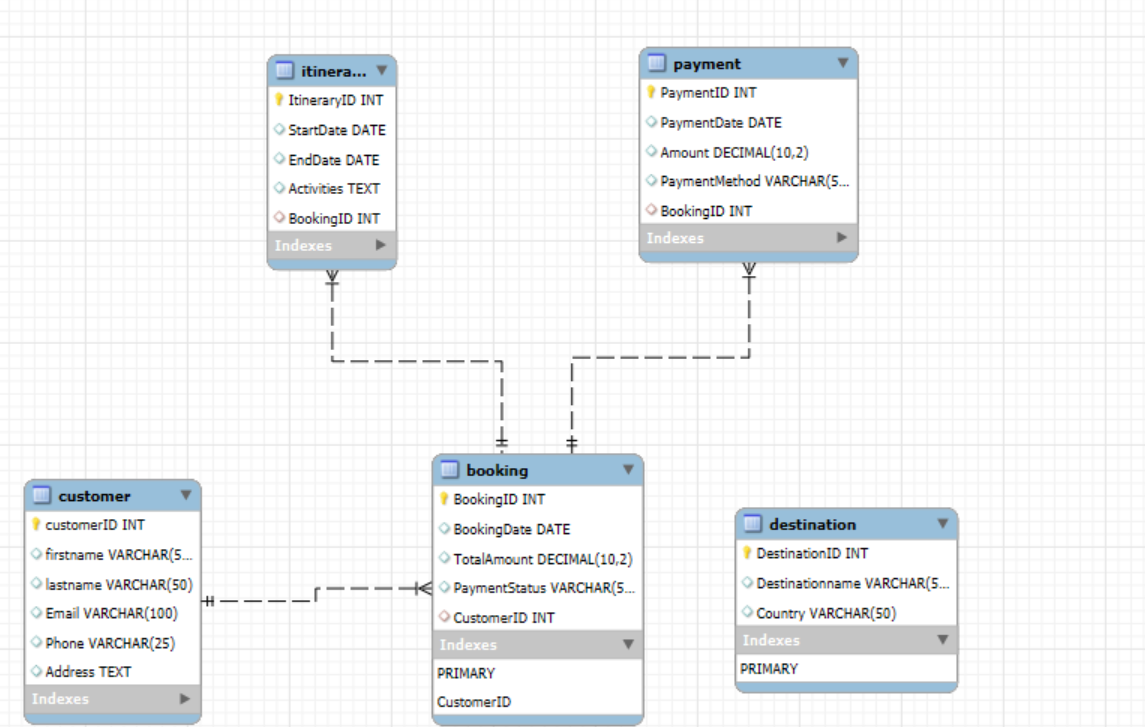 itinera...
ItineraryID INT
StartDate DATE
EndDate DATE
Activities TEXT
BookingID INT
Indexes
payment
PaymentID INT
PaymentDate DATE
Amount DECIMAL(10,2)
PaymentMethod VARCHAR(5...
BookingID INT
Indexes
customer
customerID INT
firstname VARCHAR(5...
lastname VARCHAR(50)
Email VARCHAR(100)
Phone VARCHAR(25)
Address TEXT
Indexes
booking
BookingID INT
BookingDate DATE
TotalAmount DECIMAL(10,2)
PaymentStatus VARCHAR(5...
CustomerID INT
Indexes
PRIMARY
CustomerID
destination
DestinationID INT
Destinationname VARCHAR(5...
Country VARCHAR(50)
Indexes
PRIMARY